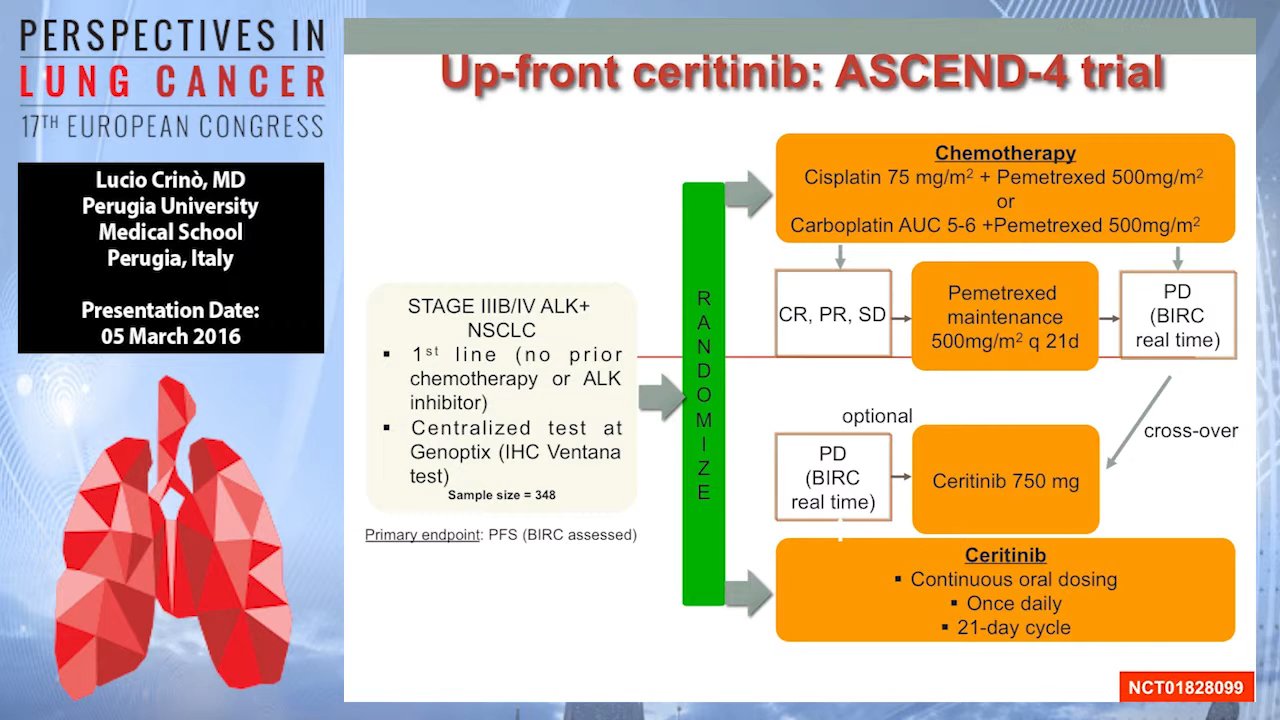 PERSPECTIVES IN
LUNG CANCER
17TH EUROPEAN CONGRESS
Lucio Crinò, MD
Perugia University
Medical School
Perugia, Italy
Presentation Date:
05 March 2016
Up-front ceritinib: ASCEND-4 trial
STAGE IIIB/IV ALK+
NSCLC
▪ 1st line (no prior
chemotherapy or ALK
inhibitor)
▪ Centralized test at
Genoptix (IHC Ventana
test)
Sample size = 348
Primary endpoint: PFS (BIRC assessed)
RANDOMIZE
Chemotherapy
Cisplatin 75 mg/m² + Pemetrexed 500mg/m²
or
Carboplatin AUC 5-6 +Pemetrexed 500mg/m²
CR, PR, SD
Pemetrexed
maintenance
500mg/m² q 21d
PD
(BIRC
real time)
optional
cross-over
PD
(BIRC
real time)
Ceritinib 750 mg
Ceritinib
▪ Continuous oral dosing
▪ Once daily
▪ 21-day cycle
NCT01828099